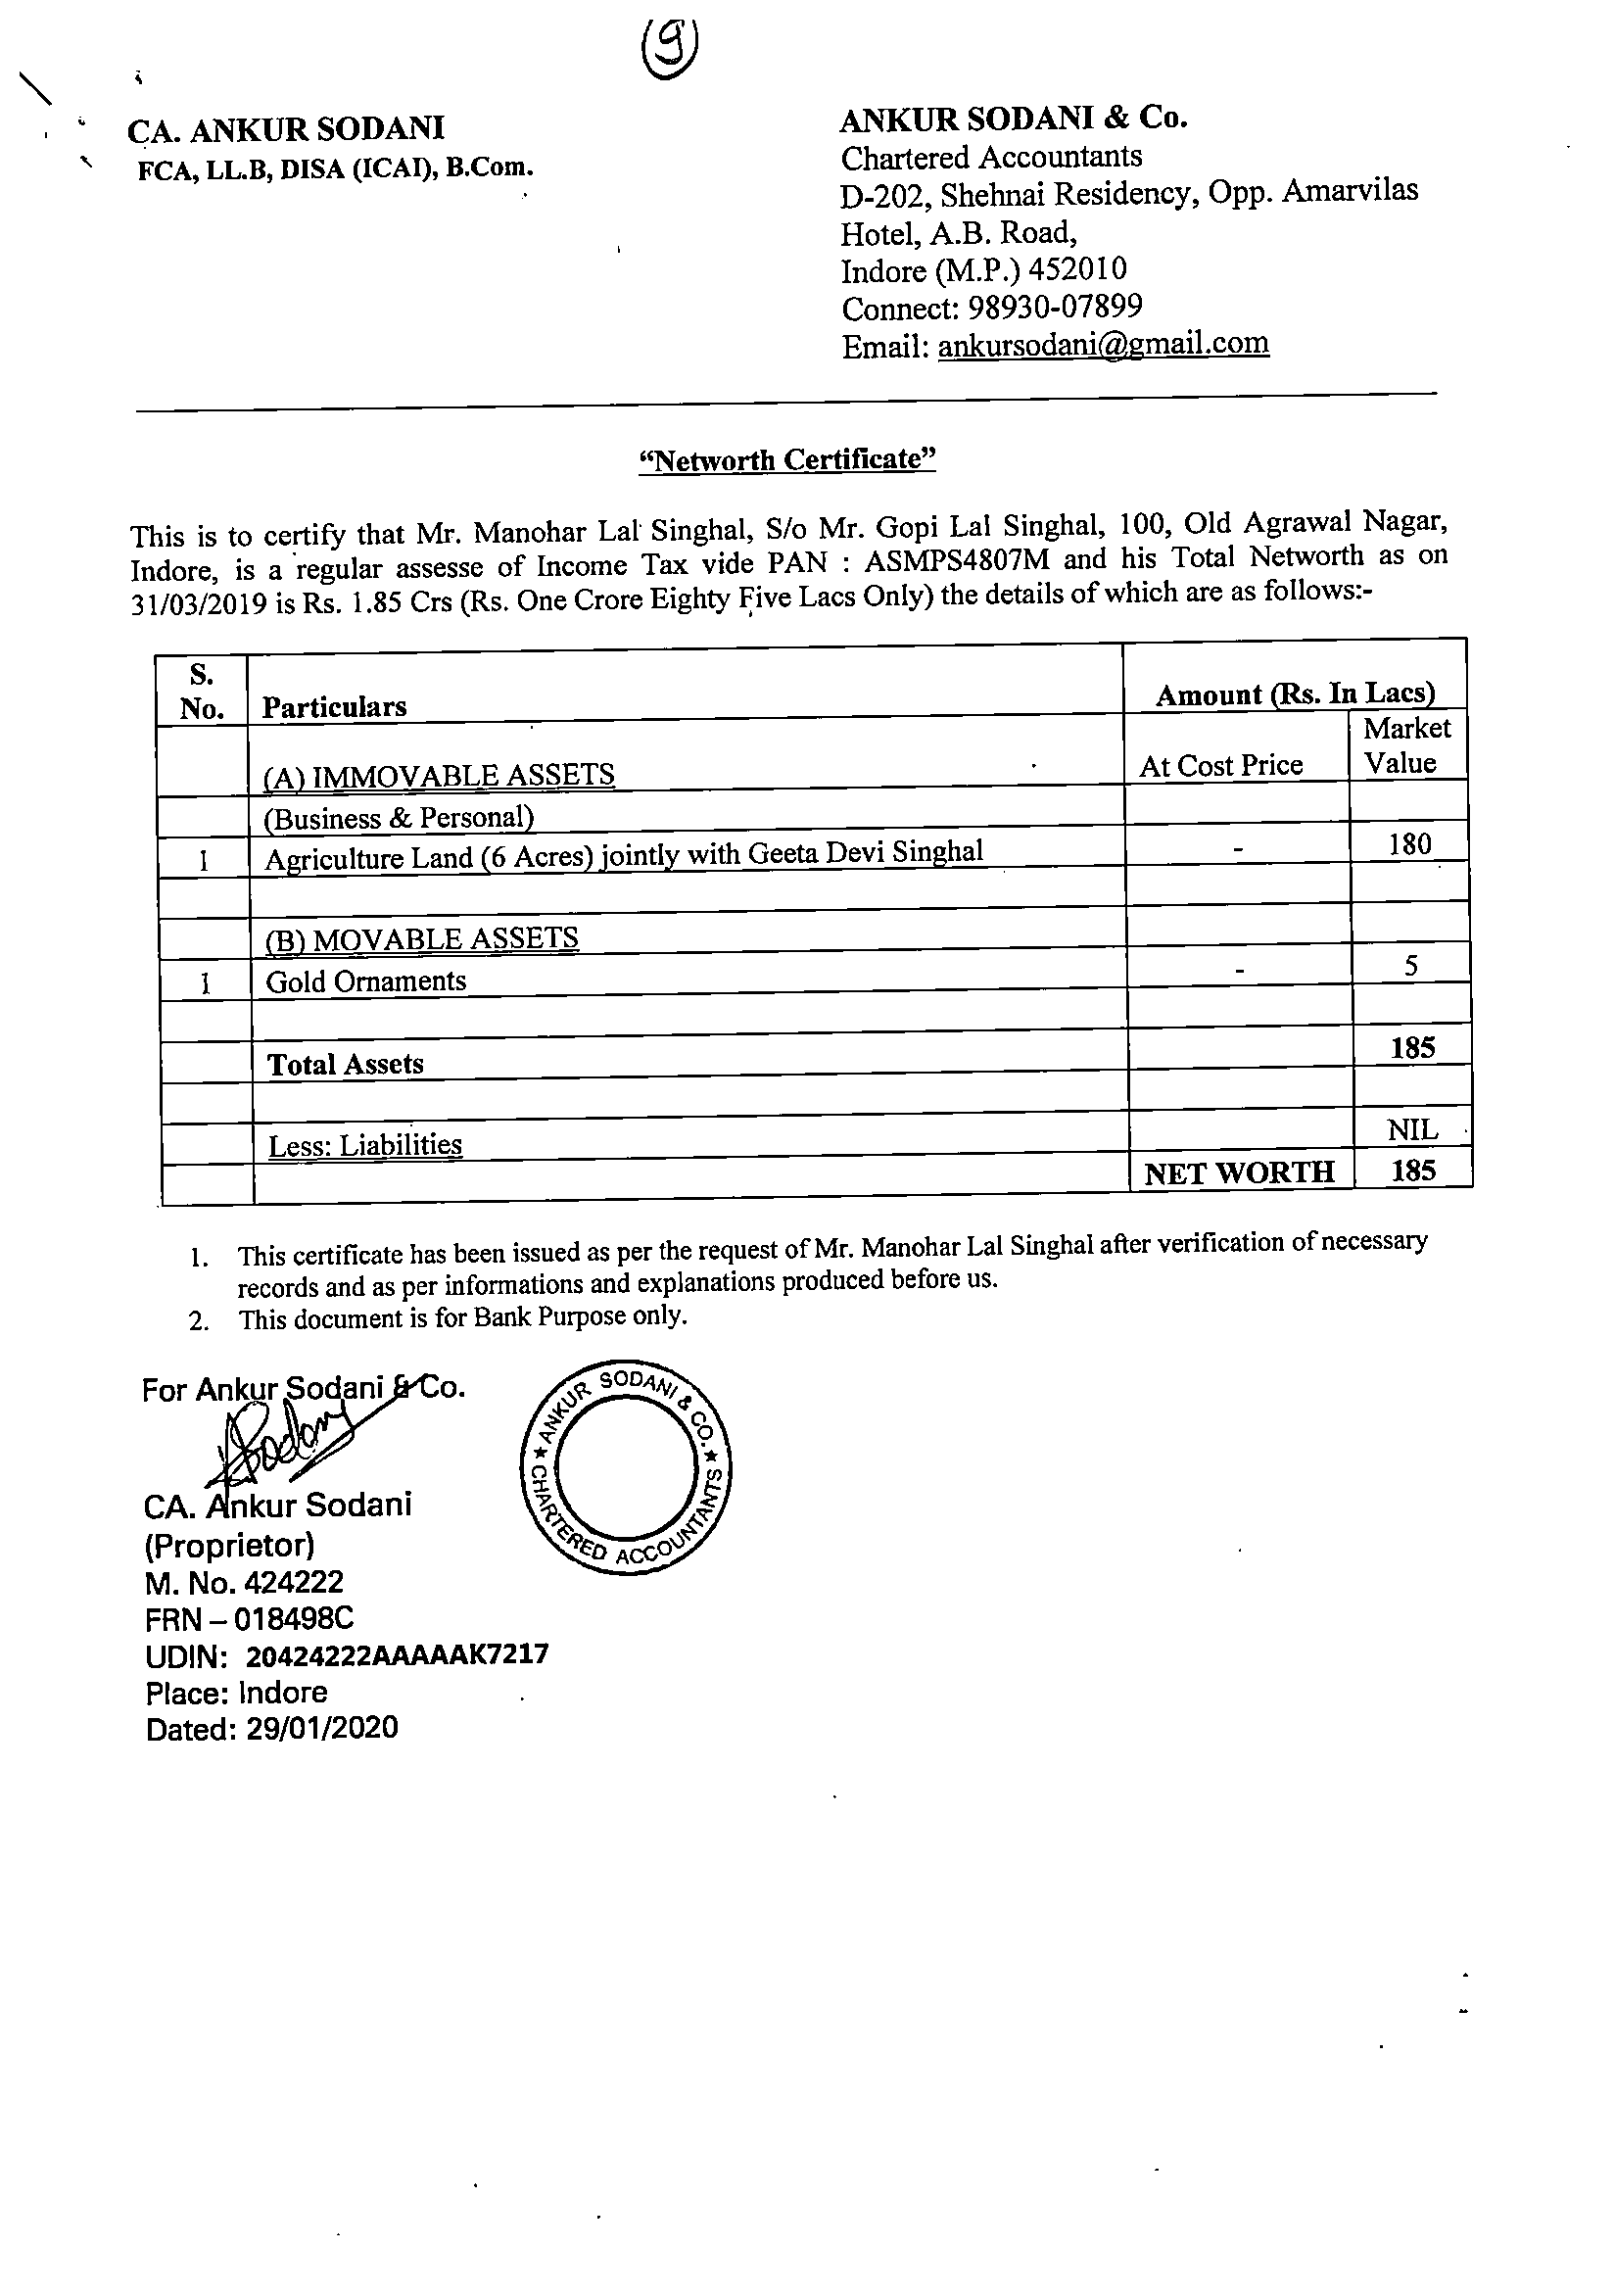 (9)
CA. ANKUR SODANI
FCA, LL.B, DISA (ICAI), B.Com.
ANKUR SODANI & Co.
Chartered Accountants
D-202, Shehnai Residency, Opp. Amarvilas
Hotel, A.B. Road,
Indore (M.P.) 452010
Connect: 98930-07899
Email: ankursodani@gmail.com
“Networth Certificate”
This is to certify that Mr. Manohar Lal Singhal, S/o Mr. Gopi Lal Singhal, 100, Old Agrawal Nagar,
Indore, is a regular assesse of Income Tax vide PAN : ASMPS4807M and his Total Networth as on
31/03/2019 is Rs. 1.85 Crs (Rs. One Crore Eighty Five Lacs Only) the details of which are as follows:-
S. No. Particulars Amount (Rs. In Lacs)
(A) IMMOVABLE ASSETS At Cost Price Market Value
(Business & Personal)
1 Agriculture Land (6 Acres) jointly with Geeta Devi Singhal - 180
(B) MOVABLE ASSETS
1 Gold Ornaments - 5
Total Assets 185
Less: Liabilities NIL
NET WORTH 185
1. This certificate has been issued as per the request of Mr. Manohar Lal Singhal after verification of necessary
records and as per informations and explanations produced before us.
2. This document is for Bank Purpose only.
For Ankur Sodani & Co.
ASodani
ANKUR SODANI & CO. ★ CHARTERED ACCOUNTANTS ★
CA. Ankur Sodani
(Proprietor)
M. No. 424222
FRN – 018498C
UDIN: 20424222AAAAAK7217
Place: Indore
Dated: 29/01/2020